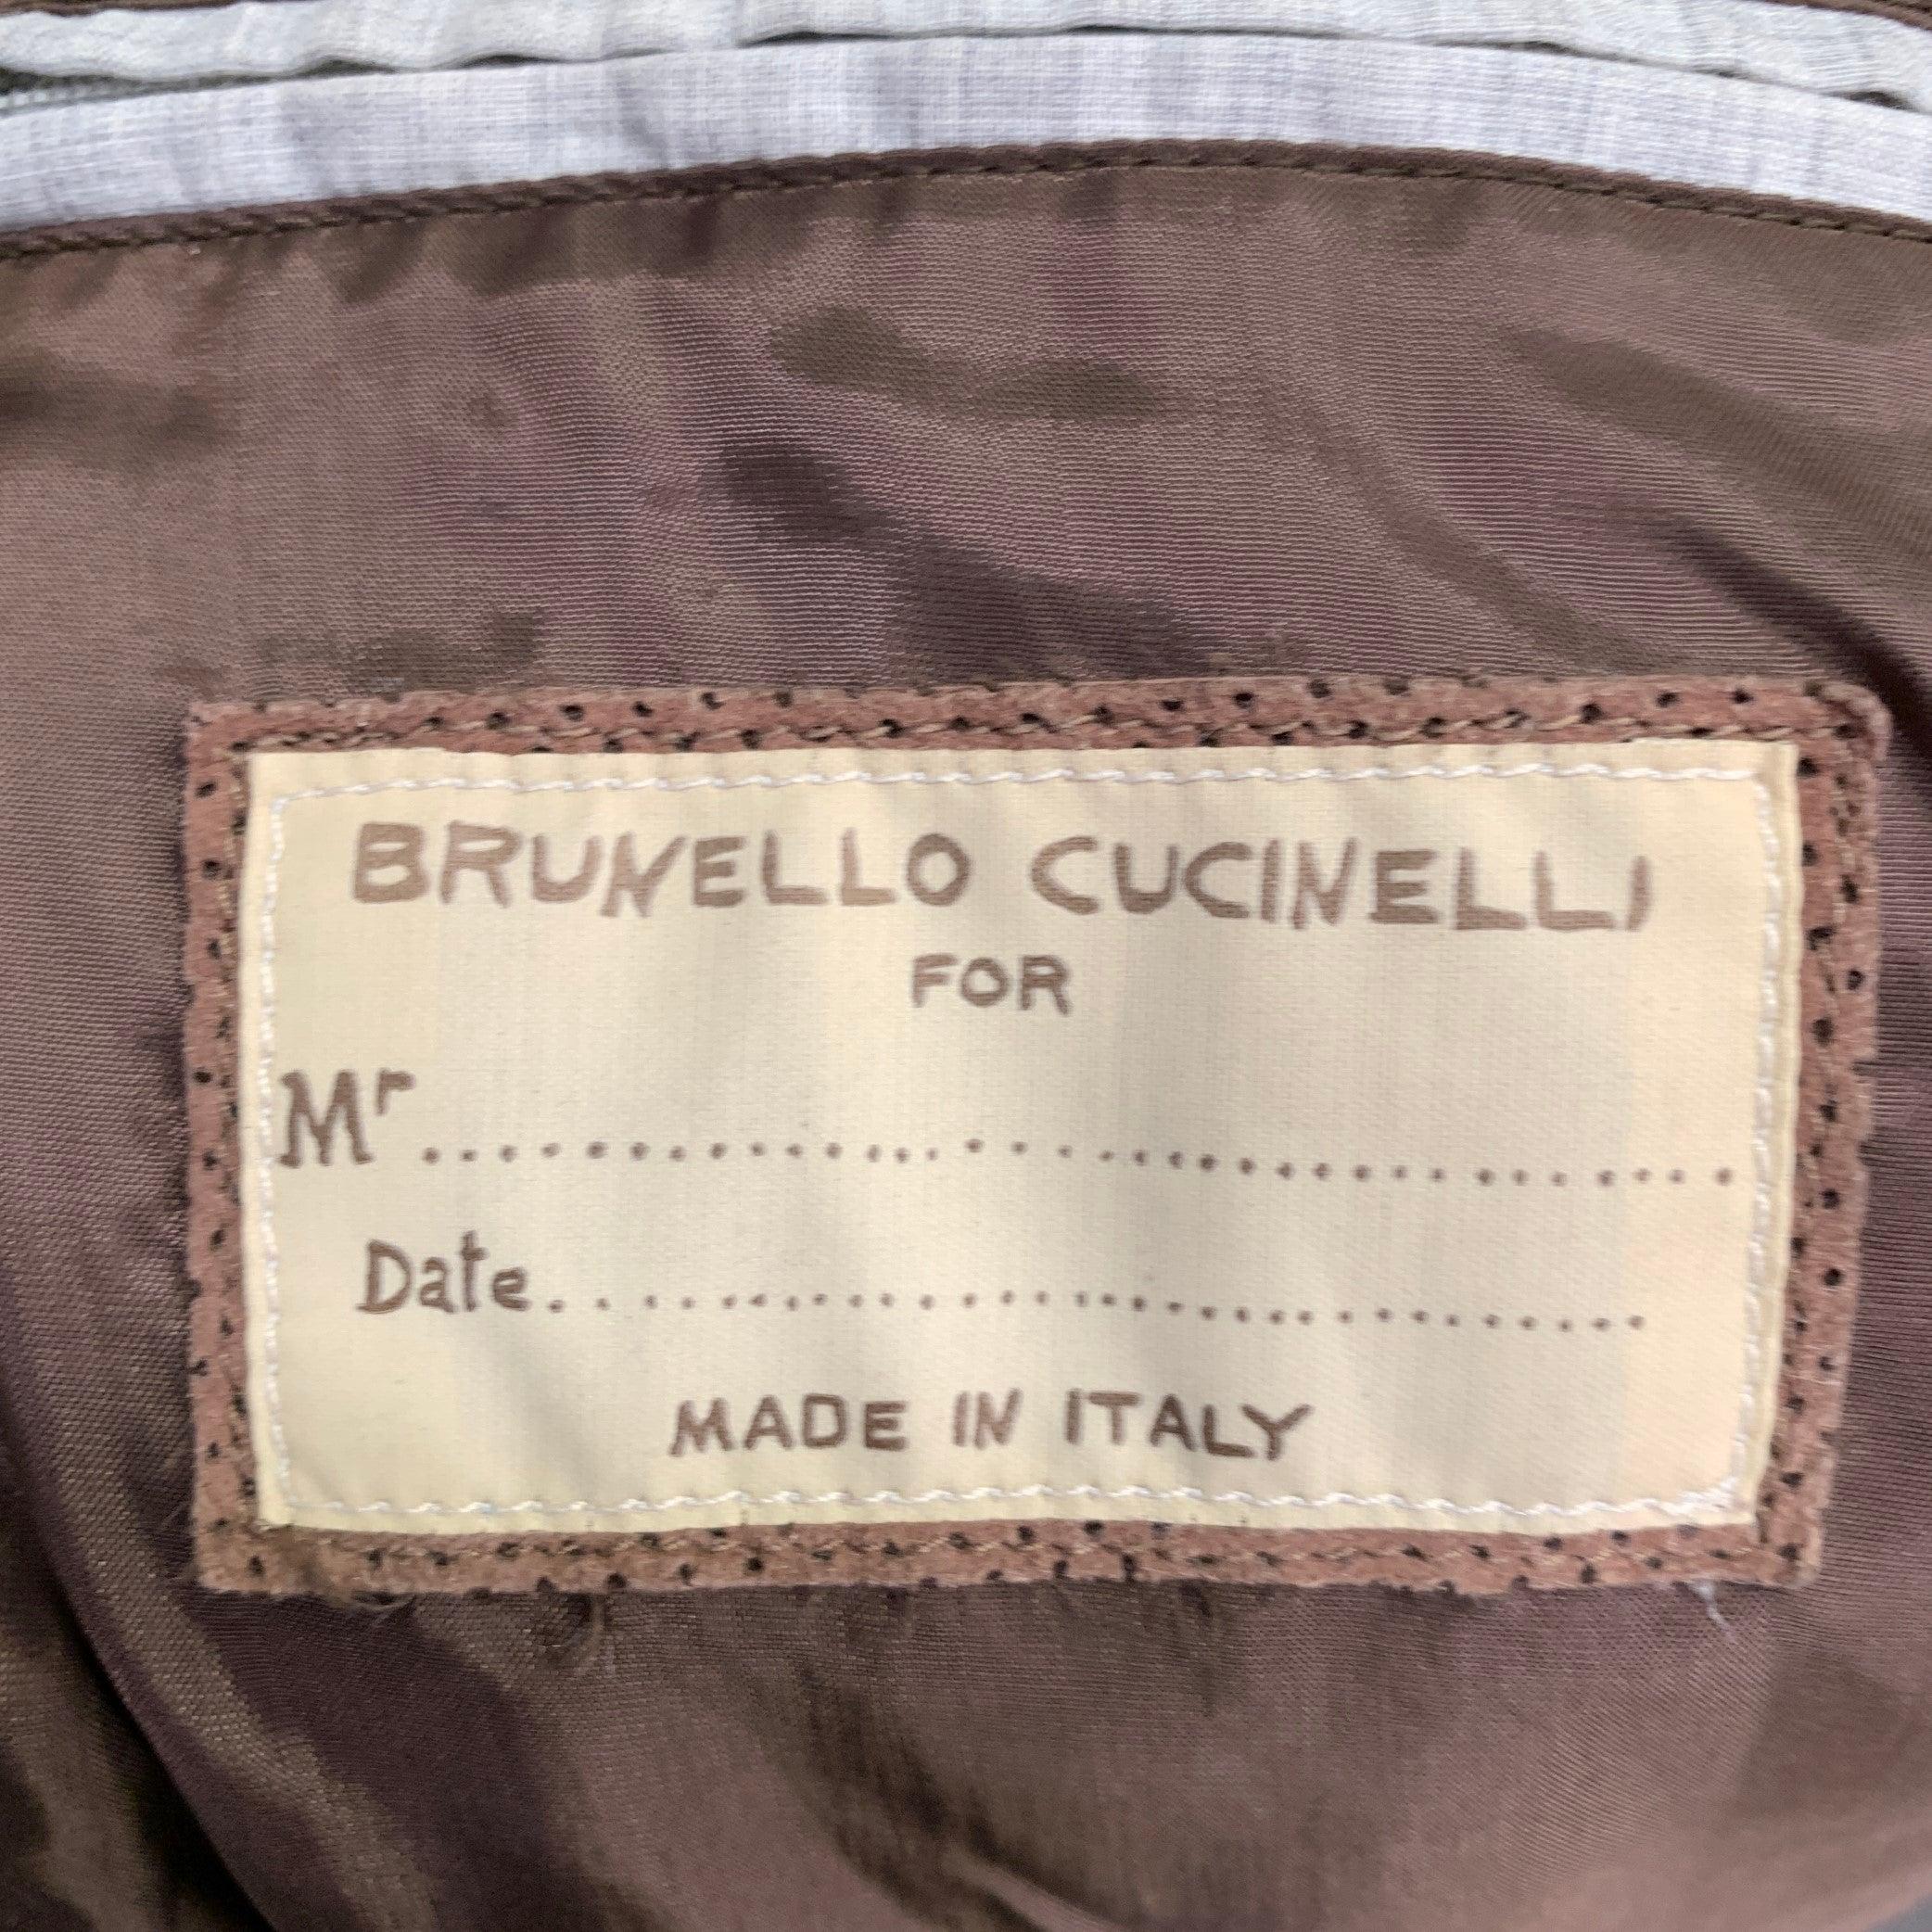 BRUNELLO CUCINELLI
FOR
Mr........................................
Date..............................
MADE IN ITALY